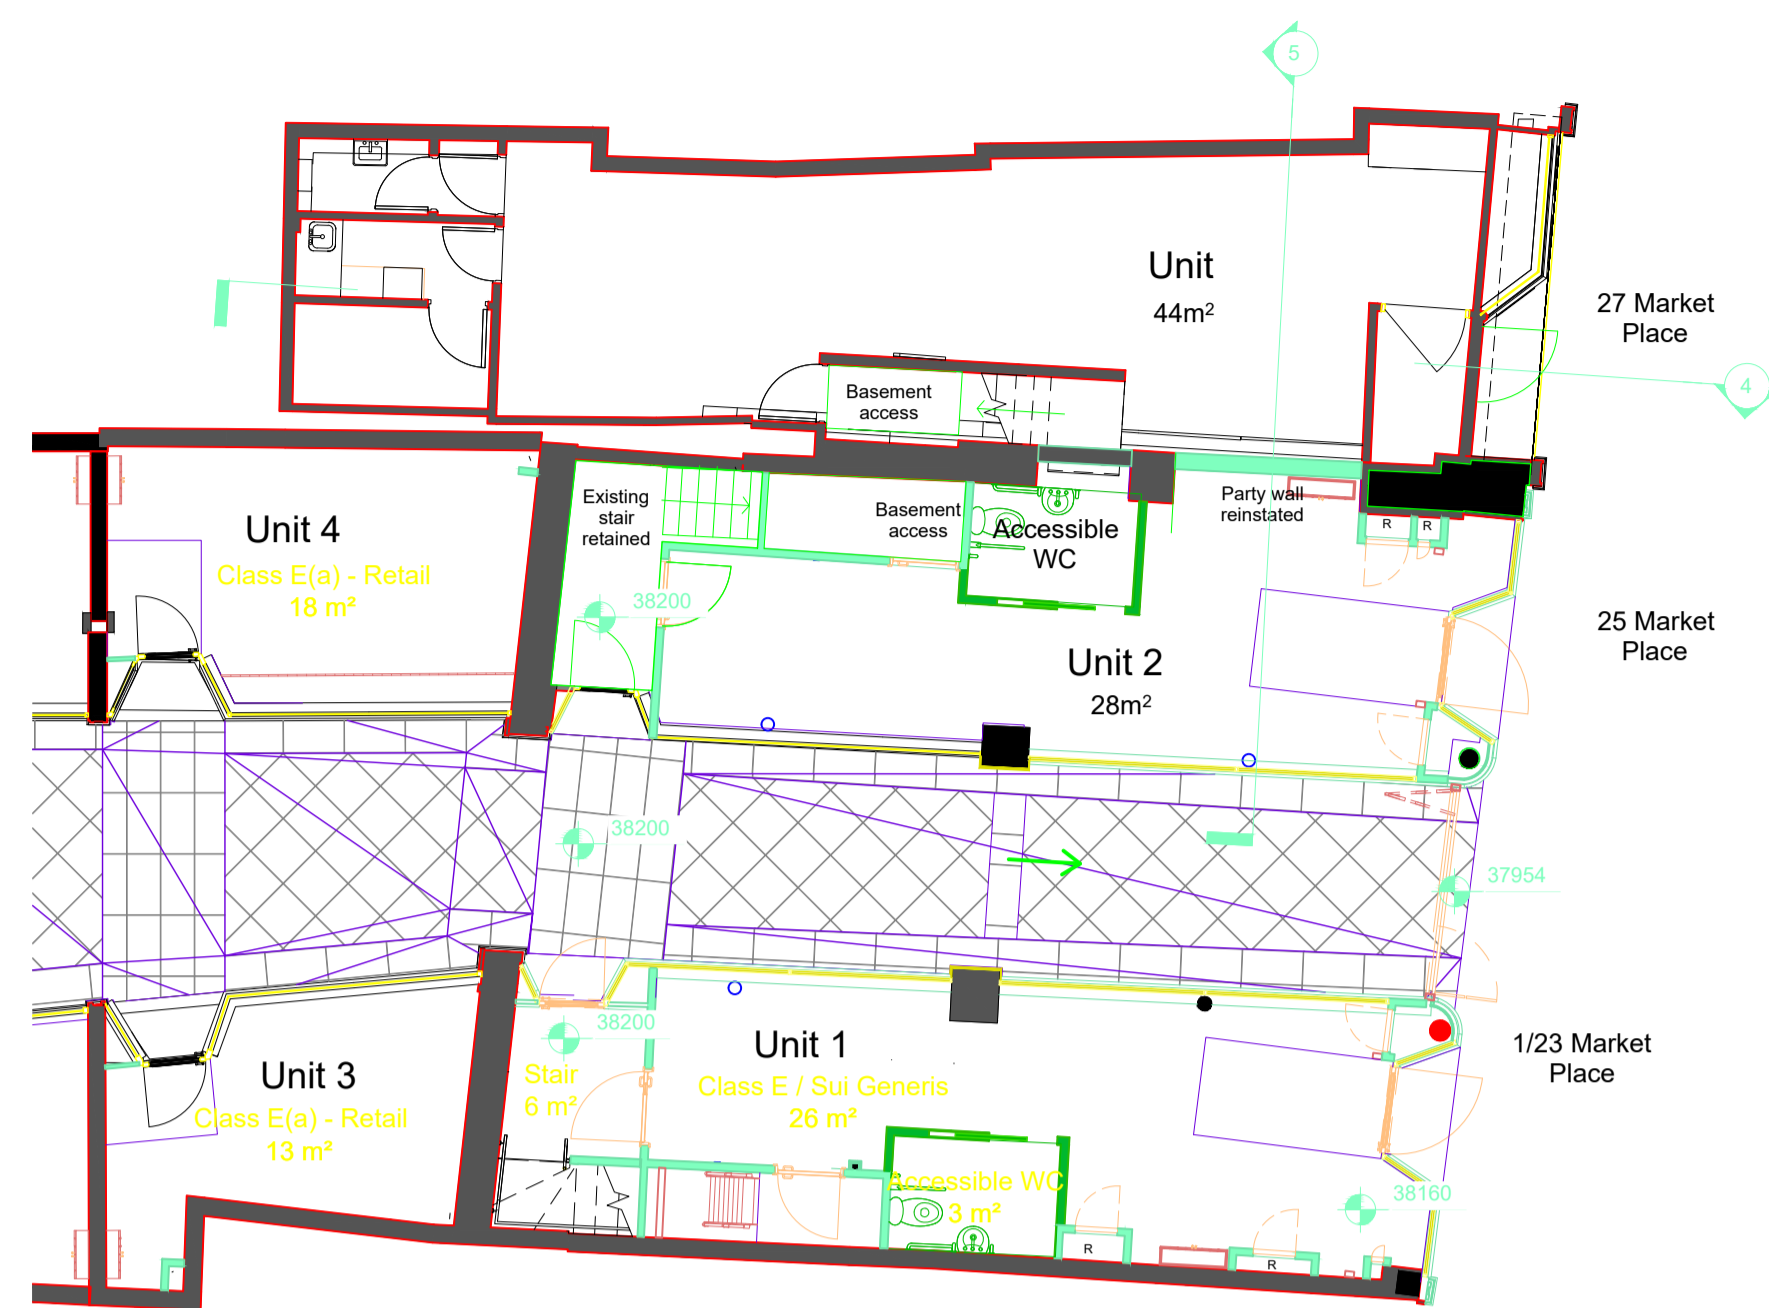 5
Unit
44m²
27 Market
Place
4
Basement
access
Existing
stair
retained
Basement
access
Accessible
WC
Party wall
reinstated
R
R
Unit 4
Class E(a) - Retail
18 m²
38200
25 Market
Place
Unit 2
28m²
38200
37954
38200
Unit 1
Class E / Sui Generis
26 m²
1/23 Market
Place
Unit 3
Class E(a) - Retail
13 m²
Stair
6 m²
Accessible WC
3 m²
38160
R
R